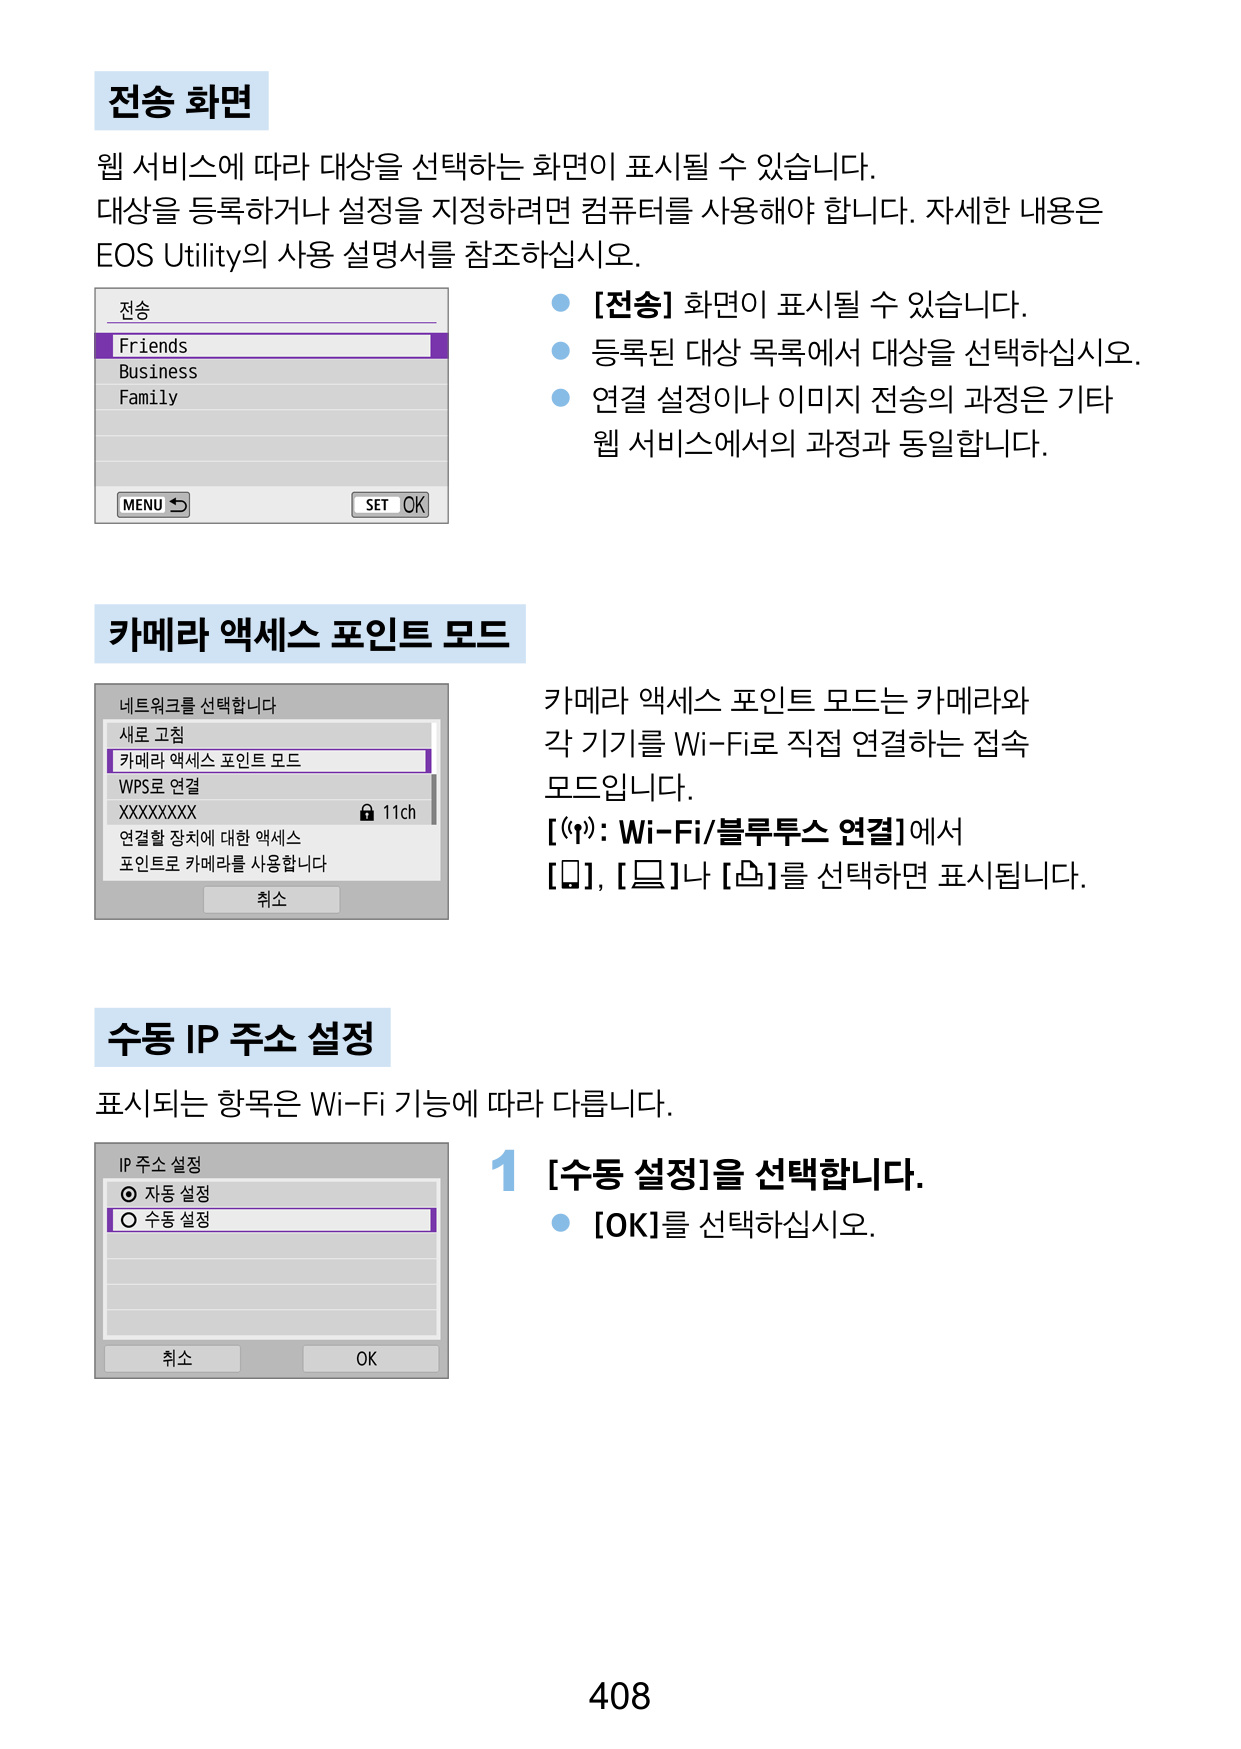 전송 화면
웹 서비스에 따라 대상을 선택하는 화면이 표시될 수 있습니다.
대상을 등록하거나 설정을 지정하려면 컴퓨터를 사용해야 합니다. 자세한 내용은
EOS Utility의 사용 설명서를 참조하십시오.
전송
Friends
Business
Family
MENU
SET OK
● [전송] 화면이 표시될 수 있습니다.
● 등록된 대상 목록에서 대상을 선택하십시오.
● 연결 설정이나 이미지 전송의 과정은 기타
웹 서비스에서의 과정과 동일합니다.
카메라 액세스 포인트 모드
네트워크를 선택합니다
새로 고침
카메라 액세스 포인트 모드
WPS로 연결
XXXXXXXX 11ch
연결할 장치에 대한 액세스
포인트로 카메라를 사용합니다
취소
카메라 액세스 포인트 모드는 카메라와
각 기기를 Wi-Fi로 직접 연결하는 접속
모드입니다.
[: Wi-Fi/블루투스 연결]에서
[], []나 []를 선택하면 표시됩니다.
수동 IP 주소 설정
표시되는 항목은 Wi-Fi 기능에 따라 다릅니다.
IP 주소 설정
자동 설정
수동 설정
취소 OK
1 [수동 설정]을 선택합니다.
● [OK]를 선택하십시오.
408